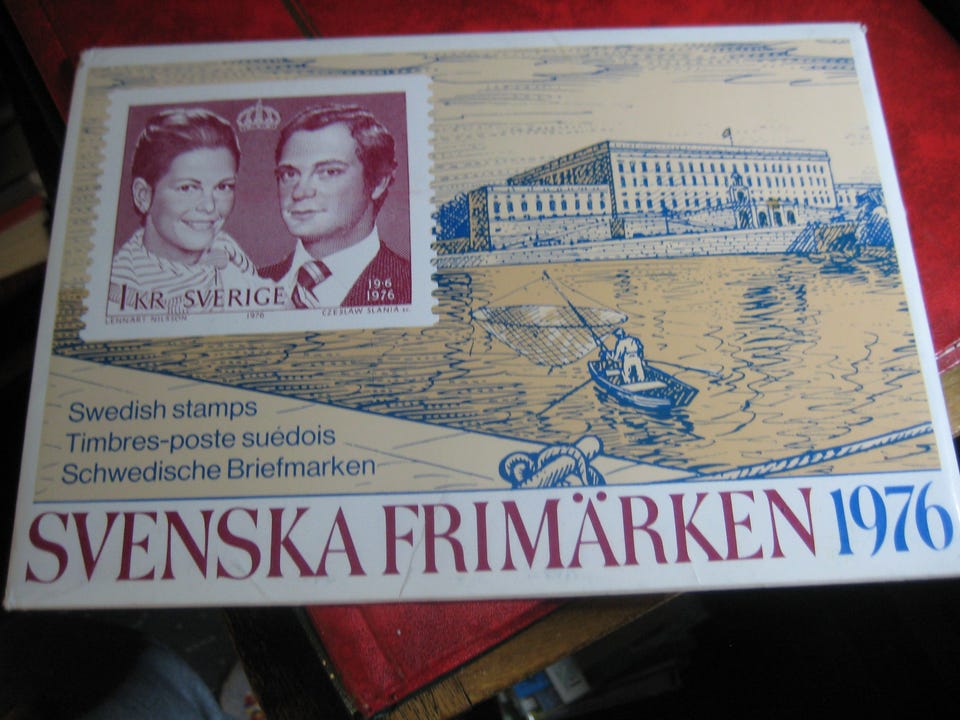 19·6
1976
1 KR SVERIGE
LENNART NILSSON 1976 CZESLAW SLANIA sc.
Swedish stamps
Timbres-poste suédois
Schwedische Briefmarken
SVENSKA FRIMÄRKEN 1976